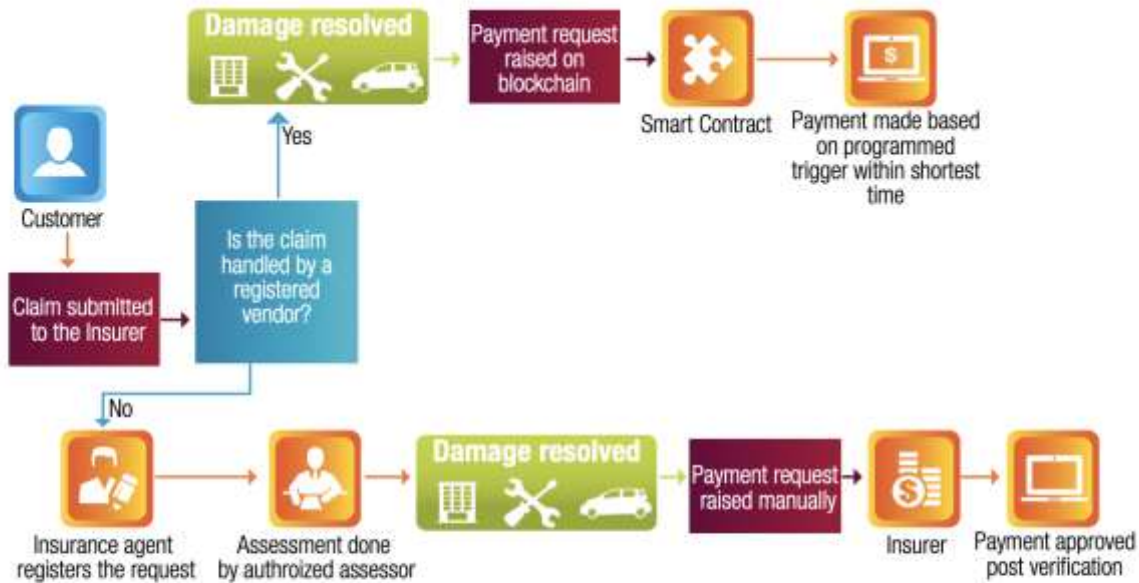 Damage resolved
Payment request
raised on
blockchain
Smart Contract
Payment made based
on programmed
trigger within shortest
time
Yes
Customer
Claim submitted
to the Insurer
Is the claim
handled by a
registered
vendor?
No
Insurance agent
registers the request
Assessment done
by authroized assessor
Damage resolved
Payment request
raised manually
$
Insurer
Payment approved
post verification
$